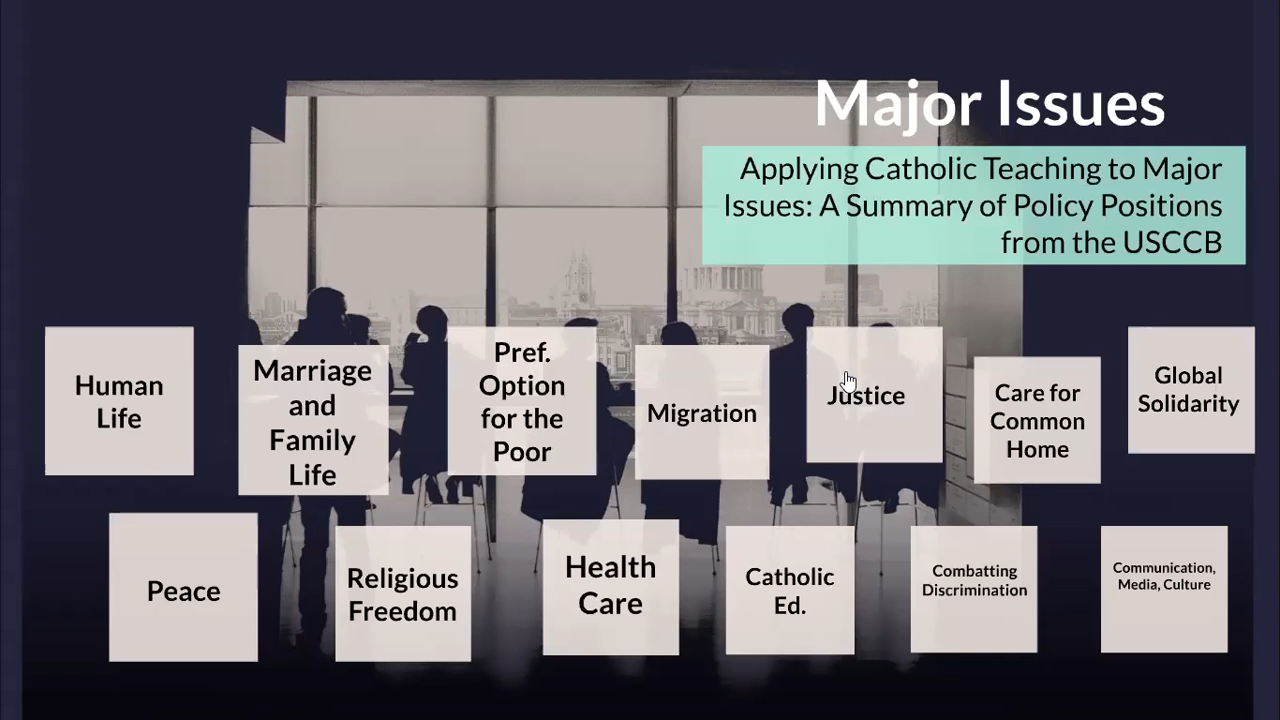 Major Issues
Applying Catholic Teaching to Major
Issues: A Summary of Policy Positions
from the USCCB
Human
Life
Marriage
and
Family
Life
Pref.
Option
for the
Poor
Migration
Justice
Care for
Common
Home
Global
Solidarity
Peace
Religious
Freedom
Health
Care
Catholic
Ed.
Combatting
Discrimination
Communication,
Media, Culture